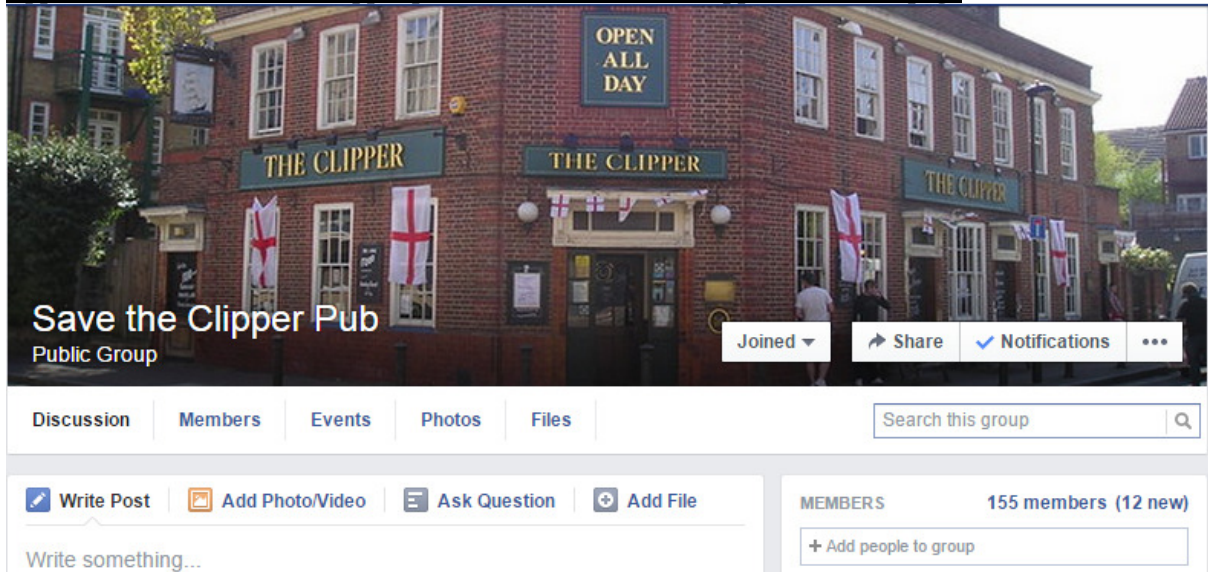 OPEN
ALL
DAY
THE CLIPPER
THE CLIPPER
THE CLIPPER
Save the Clipper Pub
Public Group
Joined
Share
Notifications
Discussion
Members
Events
Photos
Files
Search this group
Write Post
Add Photo/Video
Ask Question
Add File
Write something...
MEMBERS
155 members (12 new)
+ Add people to group